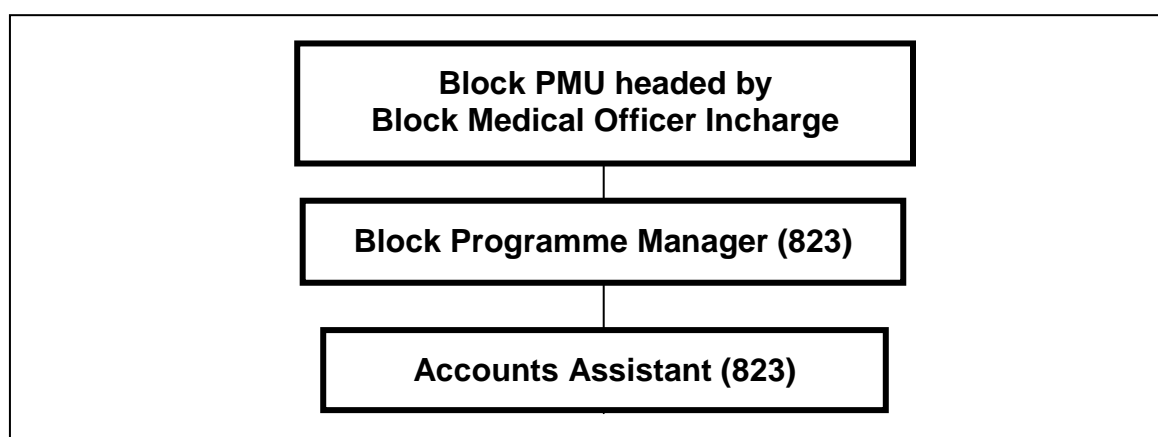 Block PMU headed by
Block Medical Officer Incharge
Block Programme Manager (823)
Accounts Assistant (823)